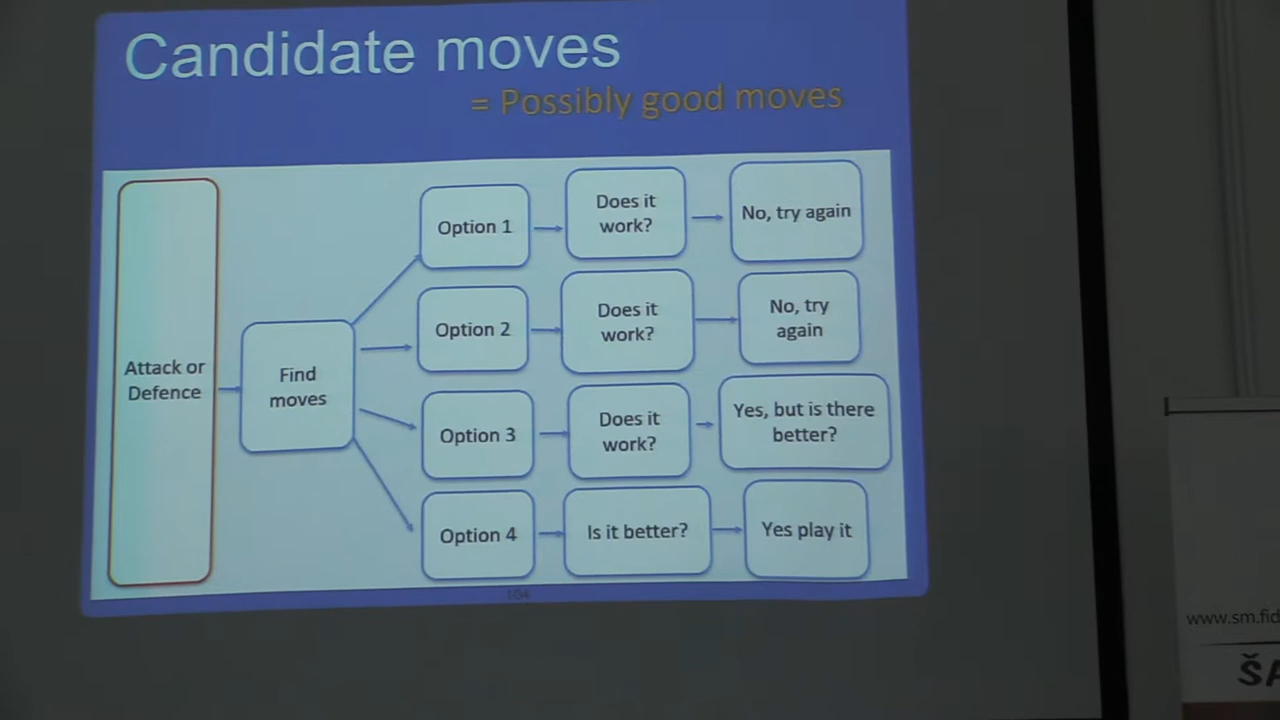 Candidate moves
= Possibly good moves
Attack or
Defence
Find
moves
Option 1
Does it
work?
No, try again
Option 2
Does it
work?
No, try
again
Option 3
Does it
work?
Yes, but is there
better?
Option 4
Is it better?
Yes play it
104
www.sm.fid
ŠA